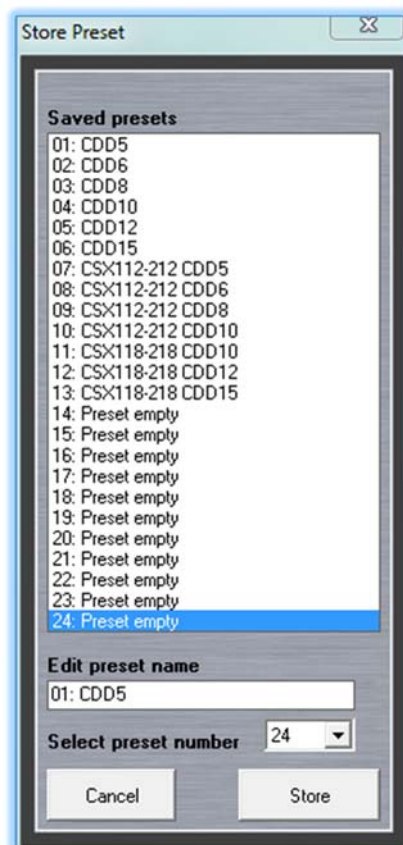 Store Preset
Saved presets
01: CDD5
02: CDD6
03: CDD8
04: CDD10
05: CDD12
06: CDD15
07: CSX112-212 CDD5
08: CSX112-212 CDD6
09: CSX112-212 CDD8
10: CSX112-212 CDD10
11: CSX118-218 CDD10
12: CSX118-218 CDD12
13: CSX118-218 CDD15
14: Preset empty
15: Preset empty
16: Preset empty
17: Preset empty
18: Preset empty
19: Preset empty
20: Preset empty
21: Preset empty
22: Preset empty
23: Preset empty
24: Preset empty
Edit preset name
01: CDD5
Select preset number 24
Cancel Store